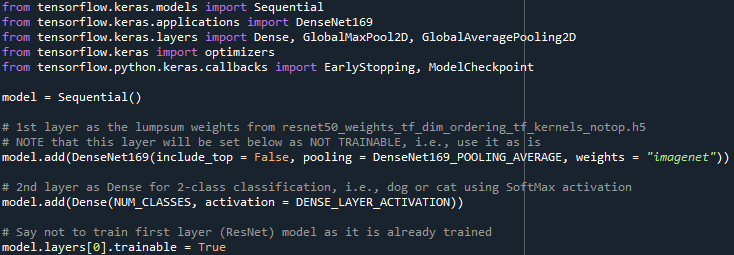 from tensorflow.keras.models import Sequential
from tensorflow.keras.applications import DenseNet169
from tensorflow.keras.layers import Dense, GlobalMaxPool2D, GlobalAveragePooling2D
from tensorflow.keras import optimizers
from tensorflow.python.keras.callbacks import EarlyStopping, ModelCheckpoint
model = Sequential()
# 1st layer as the lumpsum weights from resnet50_weights_tf_dim_ordering_tf_kernels_notop.h5
# NOTE that this layer will be set below as NOT TRAINABLE, i.e., use it as is
model.add(DenseNet169(include_top = False, pooling = DenseNet169_POOLING_AVERAGE, weights = "imagenet"))
# 2nd layer as Dense for 2-class classification, i.e., dog or cat using SoftMax activation
model.add(Dense(NUM_CLASSES, activation = DENSE_LAYER_ACTIVATION))
# Say not to train first layer (ResNet) model as it is already trained
model.layers[0].trainable = True